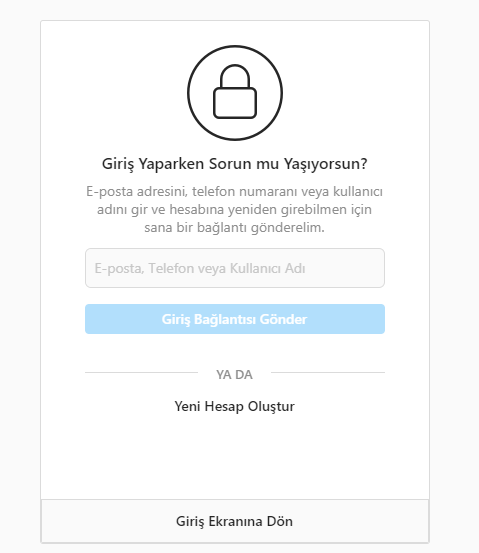 Giriş Yaparken Sorun mu Yaşıyorsun?
E-posta adresini, telefon numaranı veya kullanıcı
adını gir ve hesabına yeniden girebilmen için
sana bir bağlantı gönderelim.
E-posta, Telefon veya Kullanıcı Adı
Giriş Bağlantısı Gönder
YA DA
Yeni Hesap Oluştur
Giriş Ekranına Dön